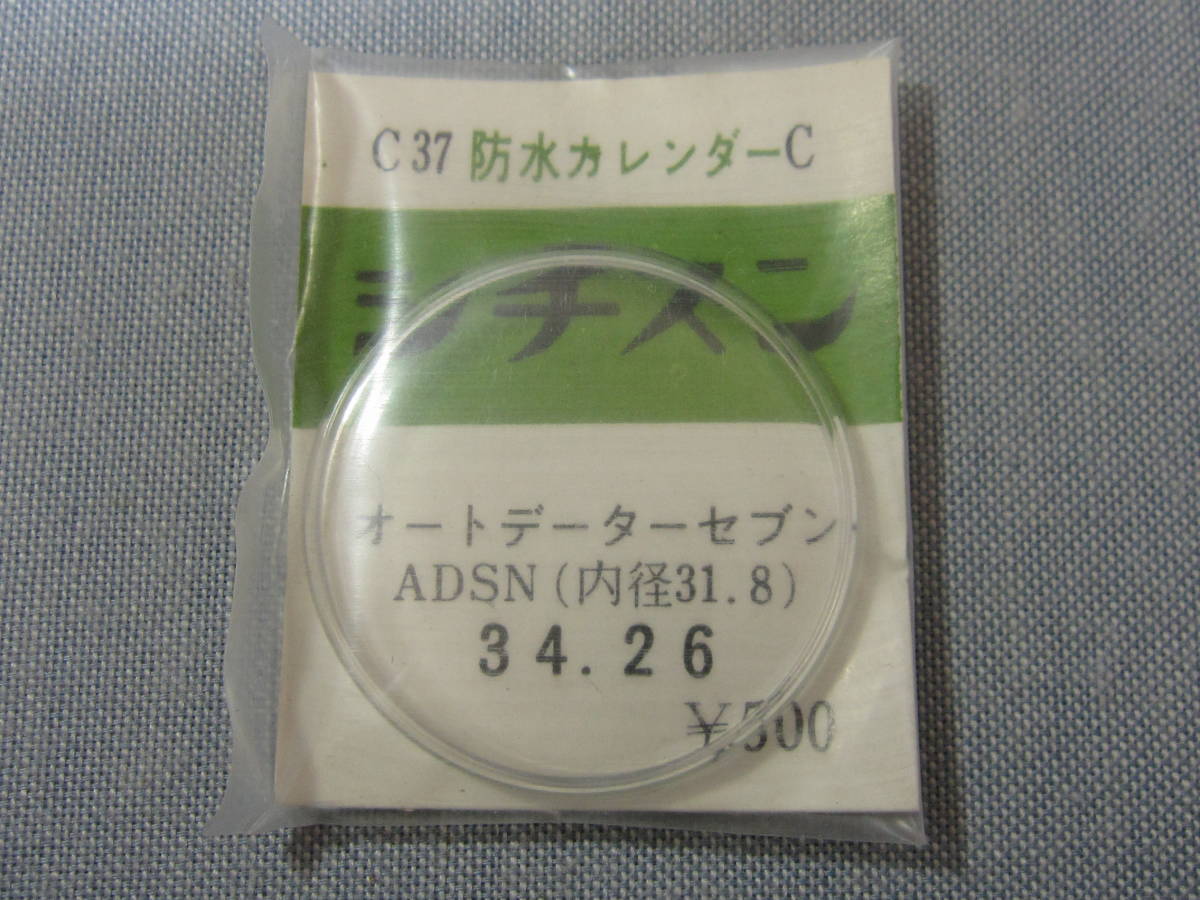 C37 防水カレンダーC
シチズン
オートデーターセブン
ADSN(内径31.8)
34.26
¥500